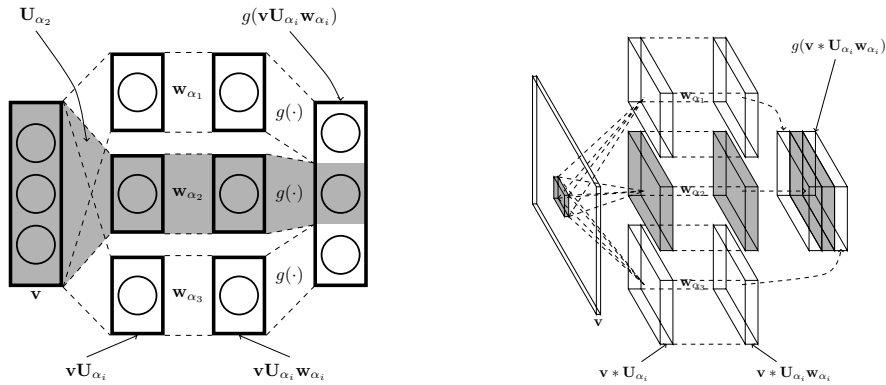 U_{α_2}
g(vU_{α_i}w_{α_i})
w_{α_1}
g(·)
w_{α_2}
g(·)
w_{α_3}
g(·)
v
vU_{α_i}
vU_{α_i}w_{α_i}
g(v ∗ U_{α_i}w_{α_i})
w_{α_1}
w_{α_2}
w_{α_3}
v
v ∗ U_{α_i}
v ∗ U_{α_i}w_{α_i}